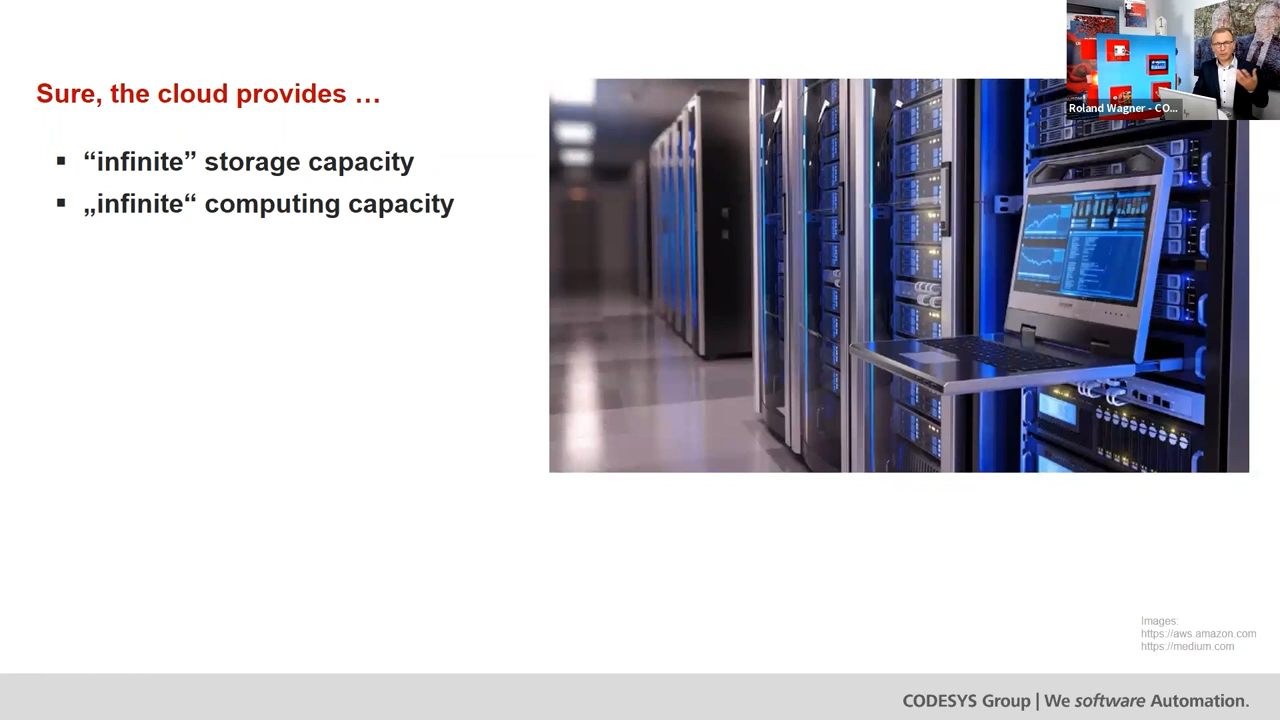 Roland Wagner - CO...
Sure, the cloud provides …
▪ “infinite” storage capacity
▪ „infinite“ computing capacity
Images:
https://aws.amazon.com
https://medium.com
CODESYS Group | We software Automation.